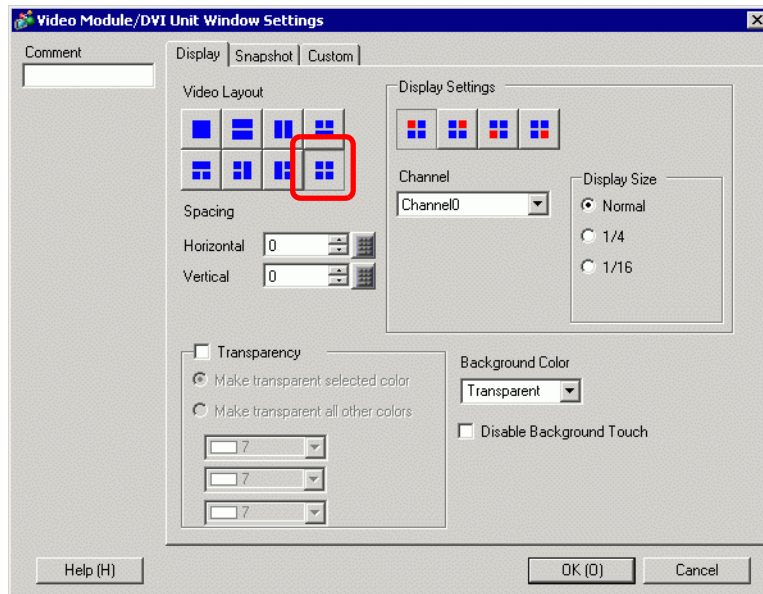 Video Module/DVI Unit Window Settings
Comment
Display Snapshot Custom
Video Layout
Display Settings
Channel
Channel0
Display Size
Normal
1/4
1/16
Spacing
Horizontal 0
Vertical 0
Transparency
Make transparent selected color
Make transparent all other colors
7
7
7
Background Color
Transparent
Disable Background Touch
Help (H)
OK (O)
Cancel